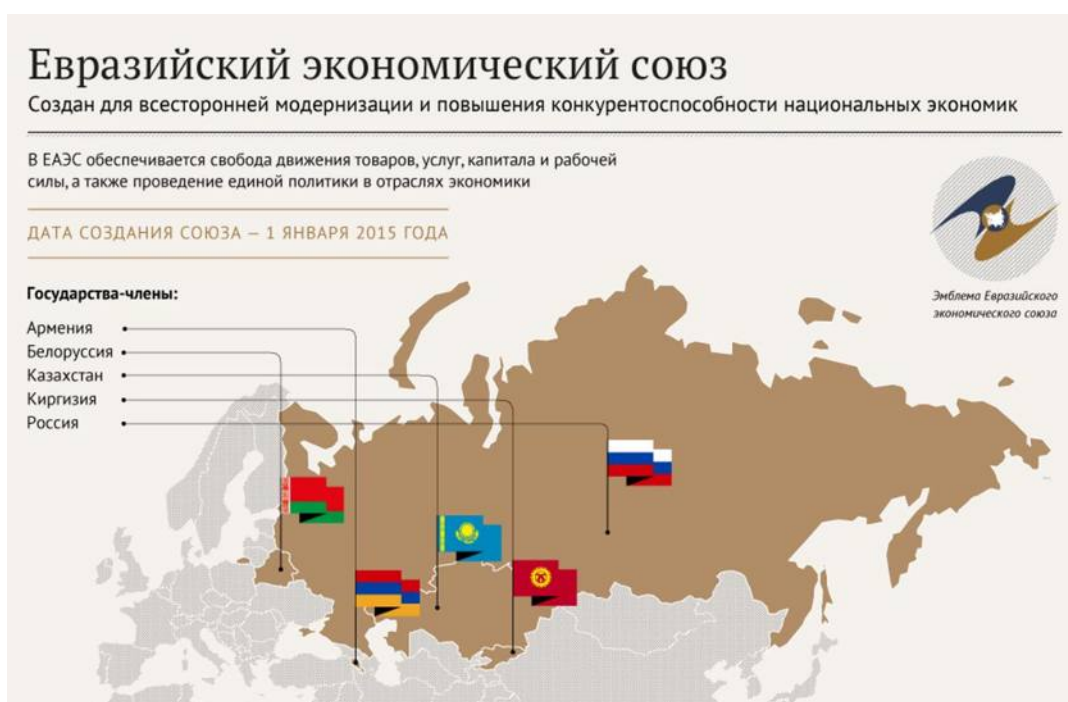 Евразийский экономический союз
Создан для всесторонней модернизации и повышения конкурентоспособности национальных экономик
В ЕАЭС обеспечивается свобода движения товаров, услуг, капитала и рабочей
силы, а также проведение единой политики в отраслях экономики
ДАТА СОЗДАНИЯ СОЮЗА – 1 ЯНВАРЯ 2015 ГОДА
Эмблема Евразийского
экономического союза
Государства-члены:
Армения
Белоруссия
Казахстан
Киргизия
Россия